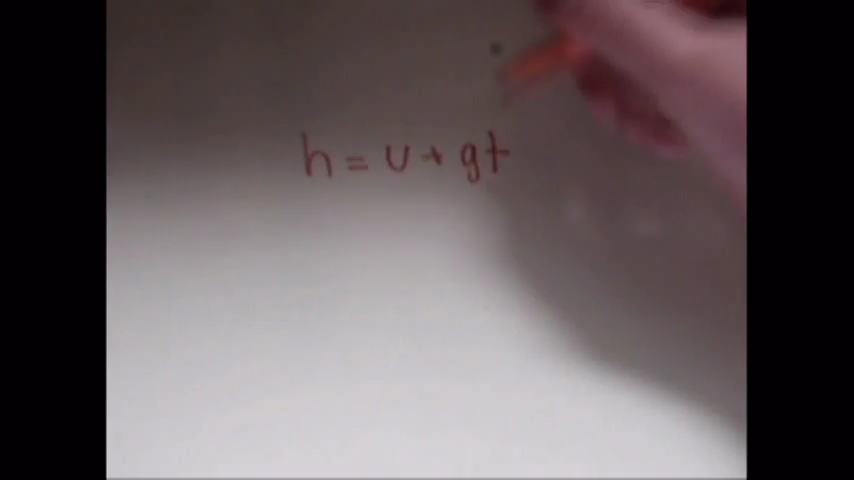 h = u + gt